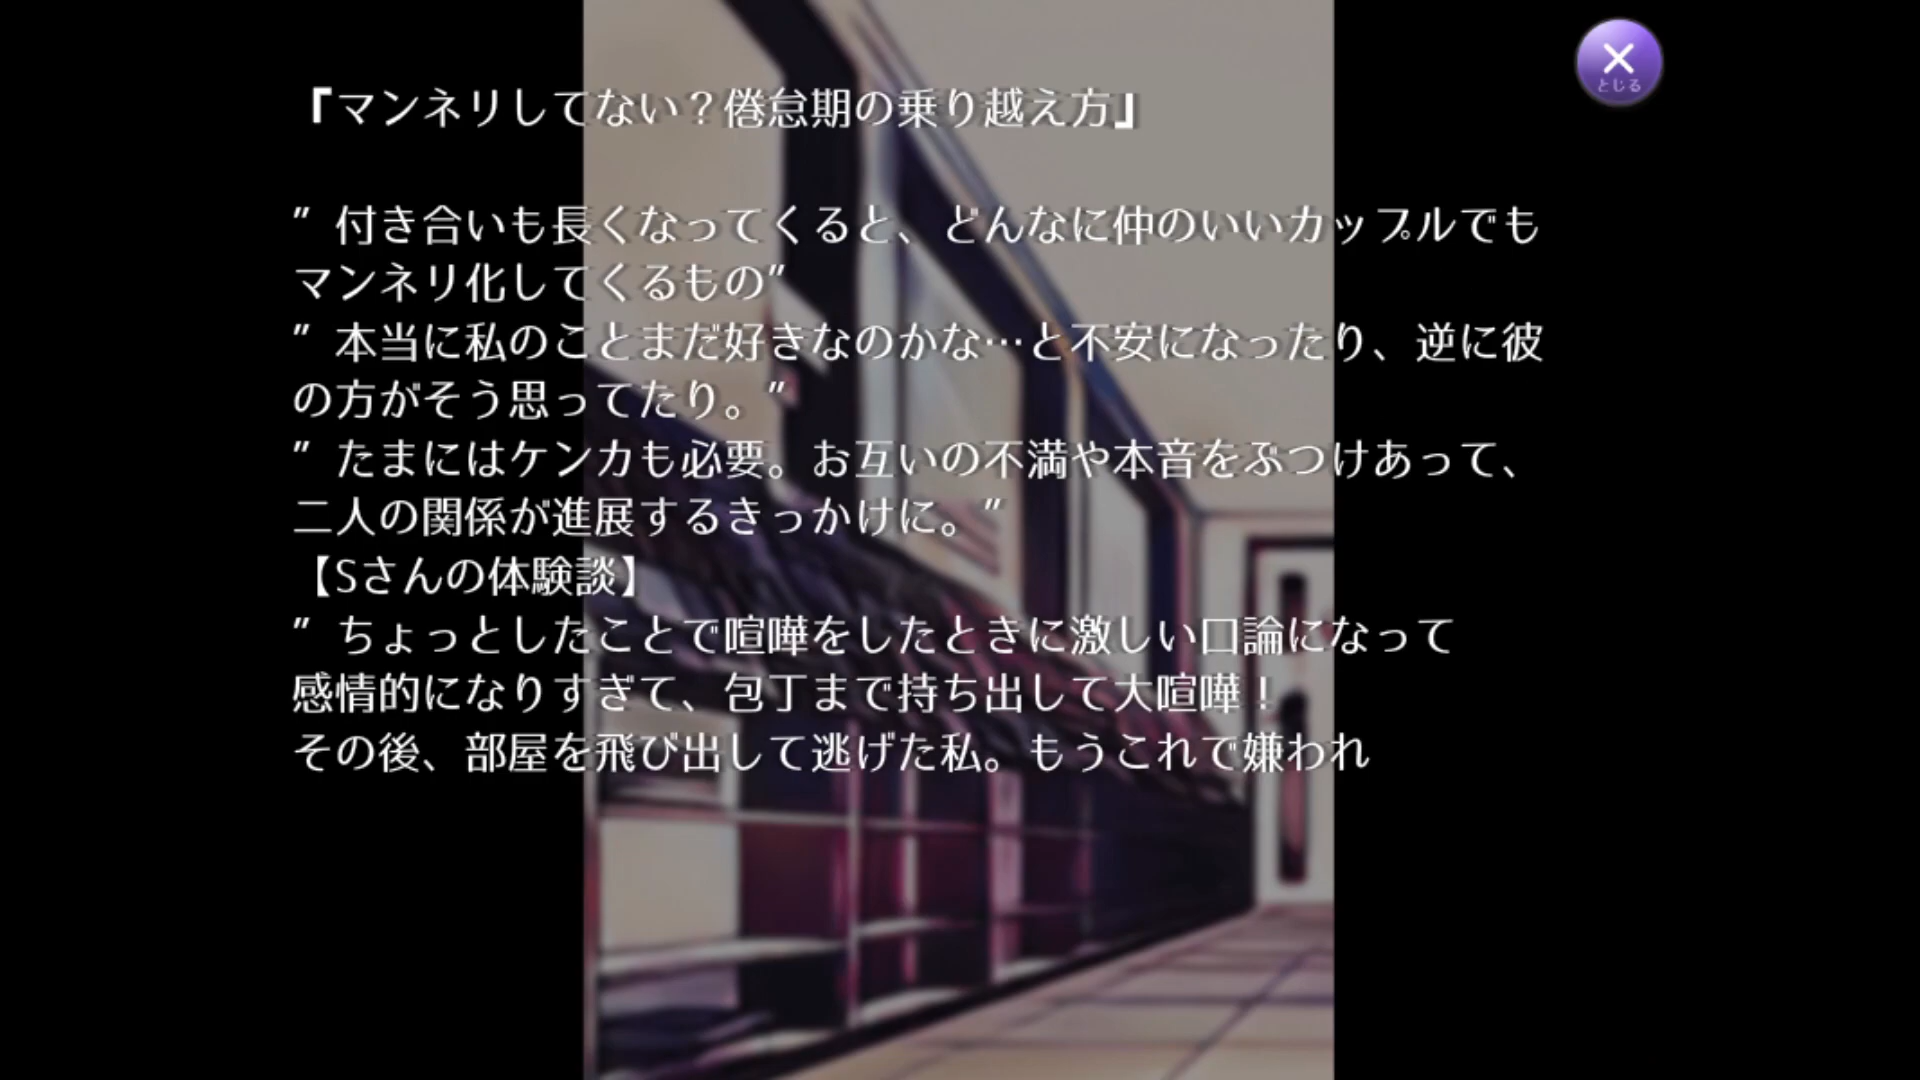 『マンネリしてない？倦怠期の乗り越え方』
” 付き合いも長くなってくると、どんなに仲のいいカップルでも
マンネリ化してくるもの”
” 本当に私のことまだ好きなのかな…と不安になったり、逆に彼
の方がそう思ってたり。”
” たまにはケンカも必要。お互いの不満や本音をぶつけあって、
二人の関係が進展するきっかけに。”
【Sさんの体験談】
” ちょっとしたことで喧嘩をしたときに激しい口論になって
感情的になりすぎて、包丁まで持ち出して大喧嘩！
その後、部屋を飛び出して逃げた私。もうこれで嫌われ
とじる